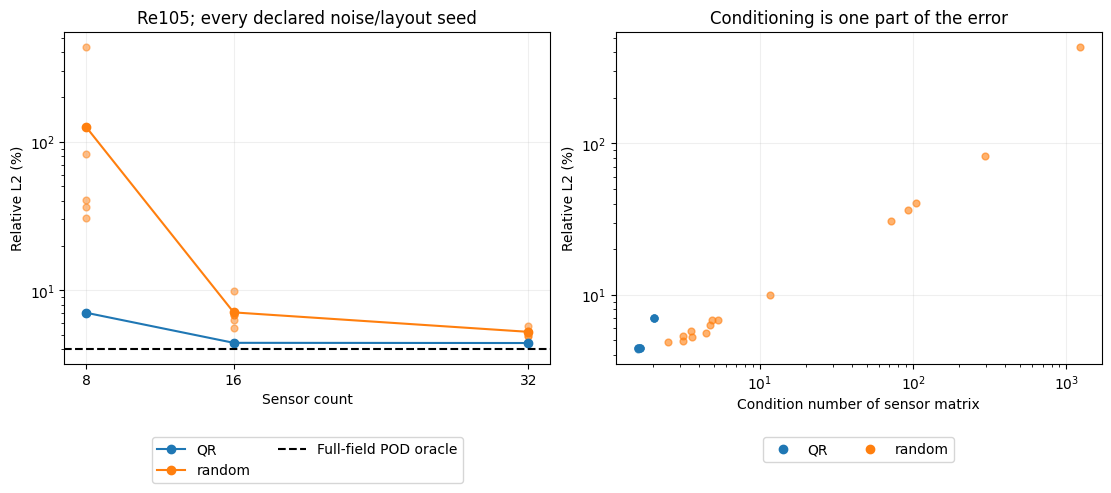 Re105; every declared noise/layout seed
Relative L2 (%)
10²
10¹
8
16
32
Sensor count
QR
random
Full-field POD oracle
Conditioning is one part of the error
Relative L2 (%)
10²
10¹
10¹
10²
10³
Condition number of sensor matrix
QR
random